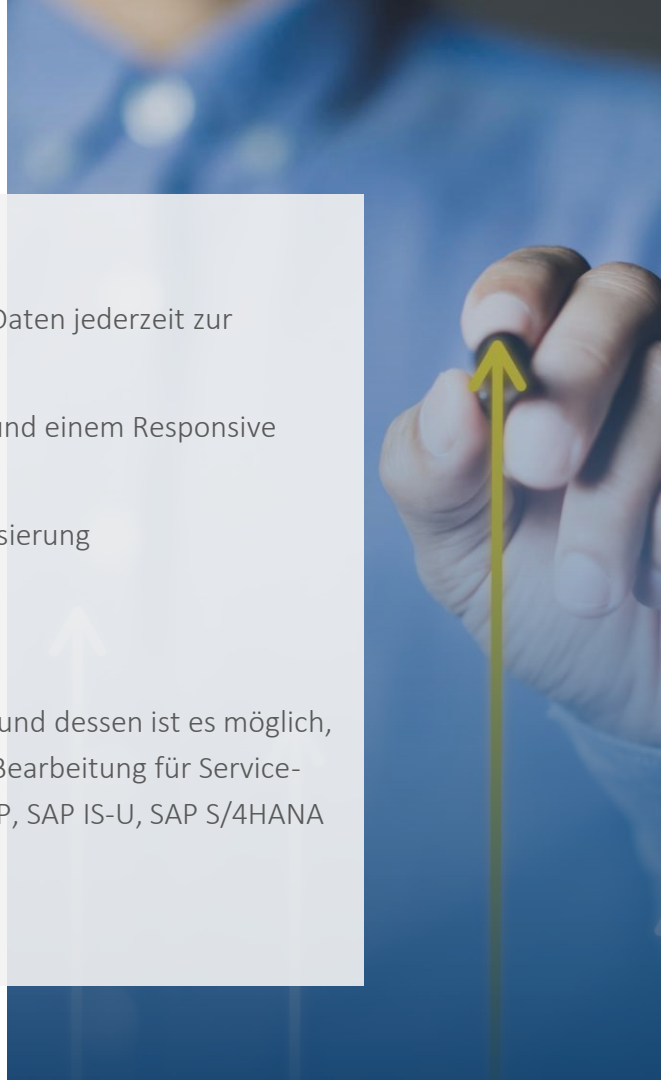 Daten jederzeit zur
und einem Responsive
sierung
und dessen ist es möglich,
Bearbeitung für Service-
P, SAP IS-U, SAP S/4HANA